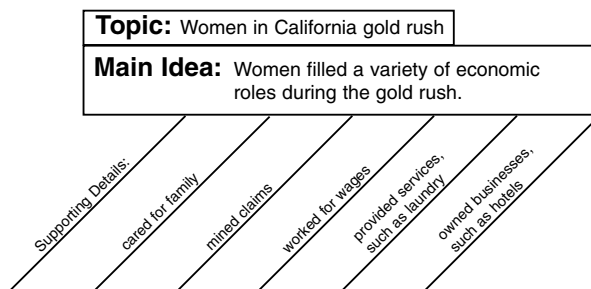 Topic: Women in California gold rush
Main Idea: Women filled a variety of economic
roles during the gold rush.
Supporting Details:
cared for family
mined claims
worked for wages
provided services,
such as laundry
owned businesses,
such as hotels